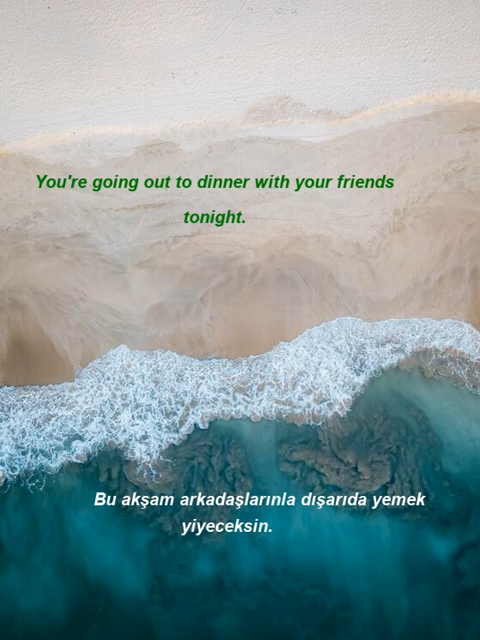 You're going out to dinner with your friends
tonight.
Bu akşam arkadaşlarınla dışarıda yemek
yiyeceksin.